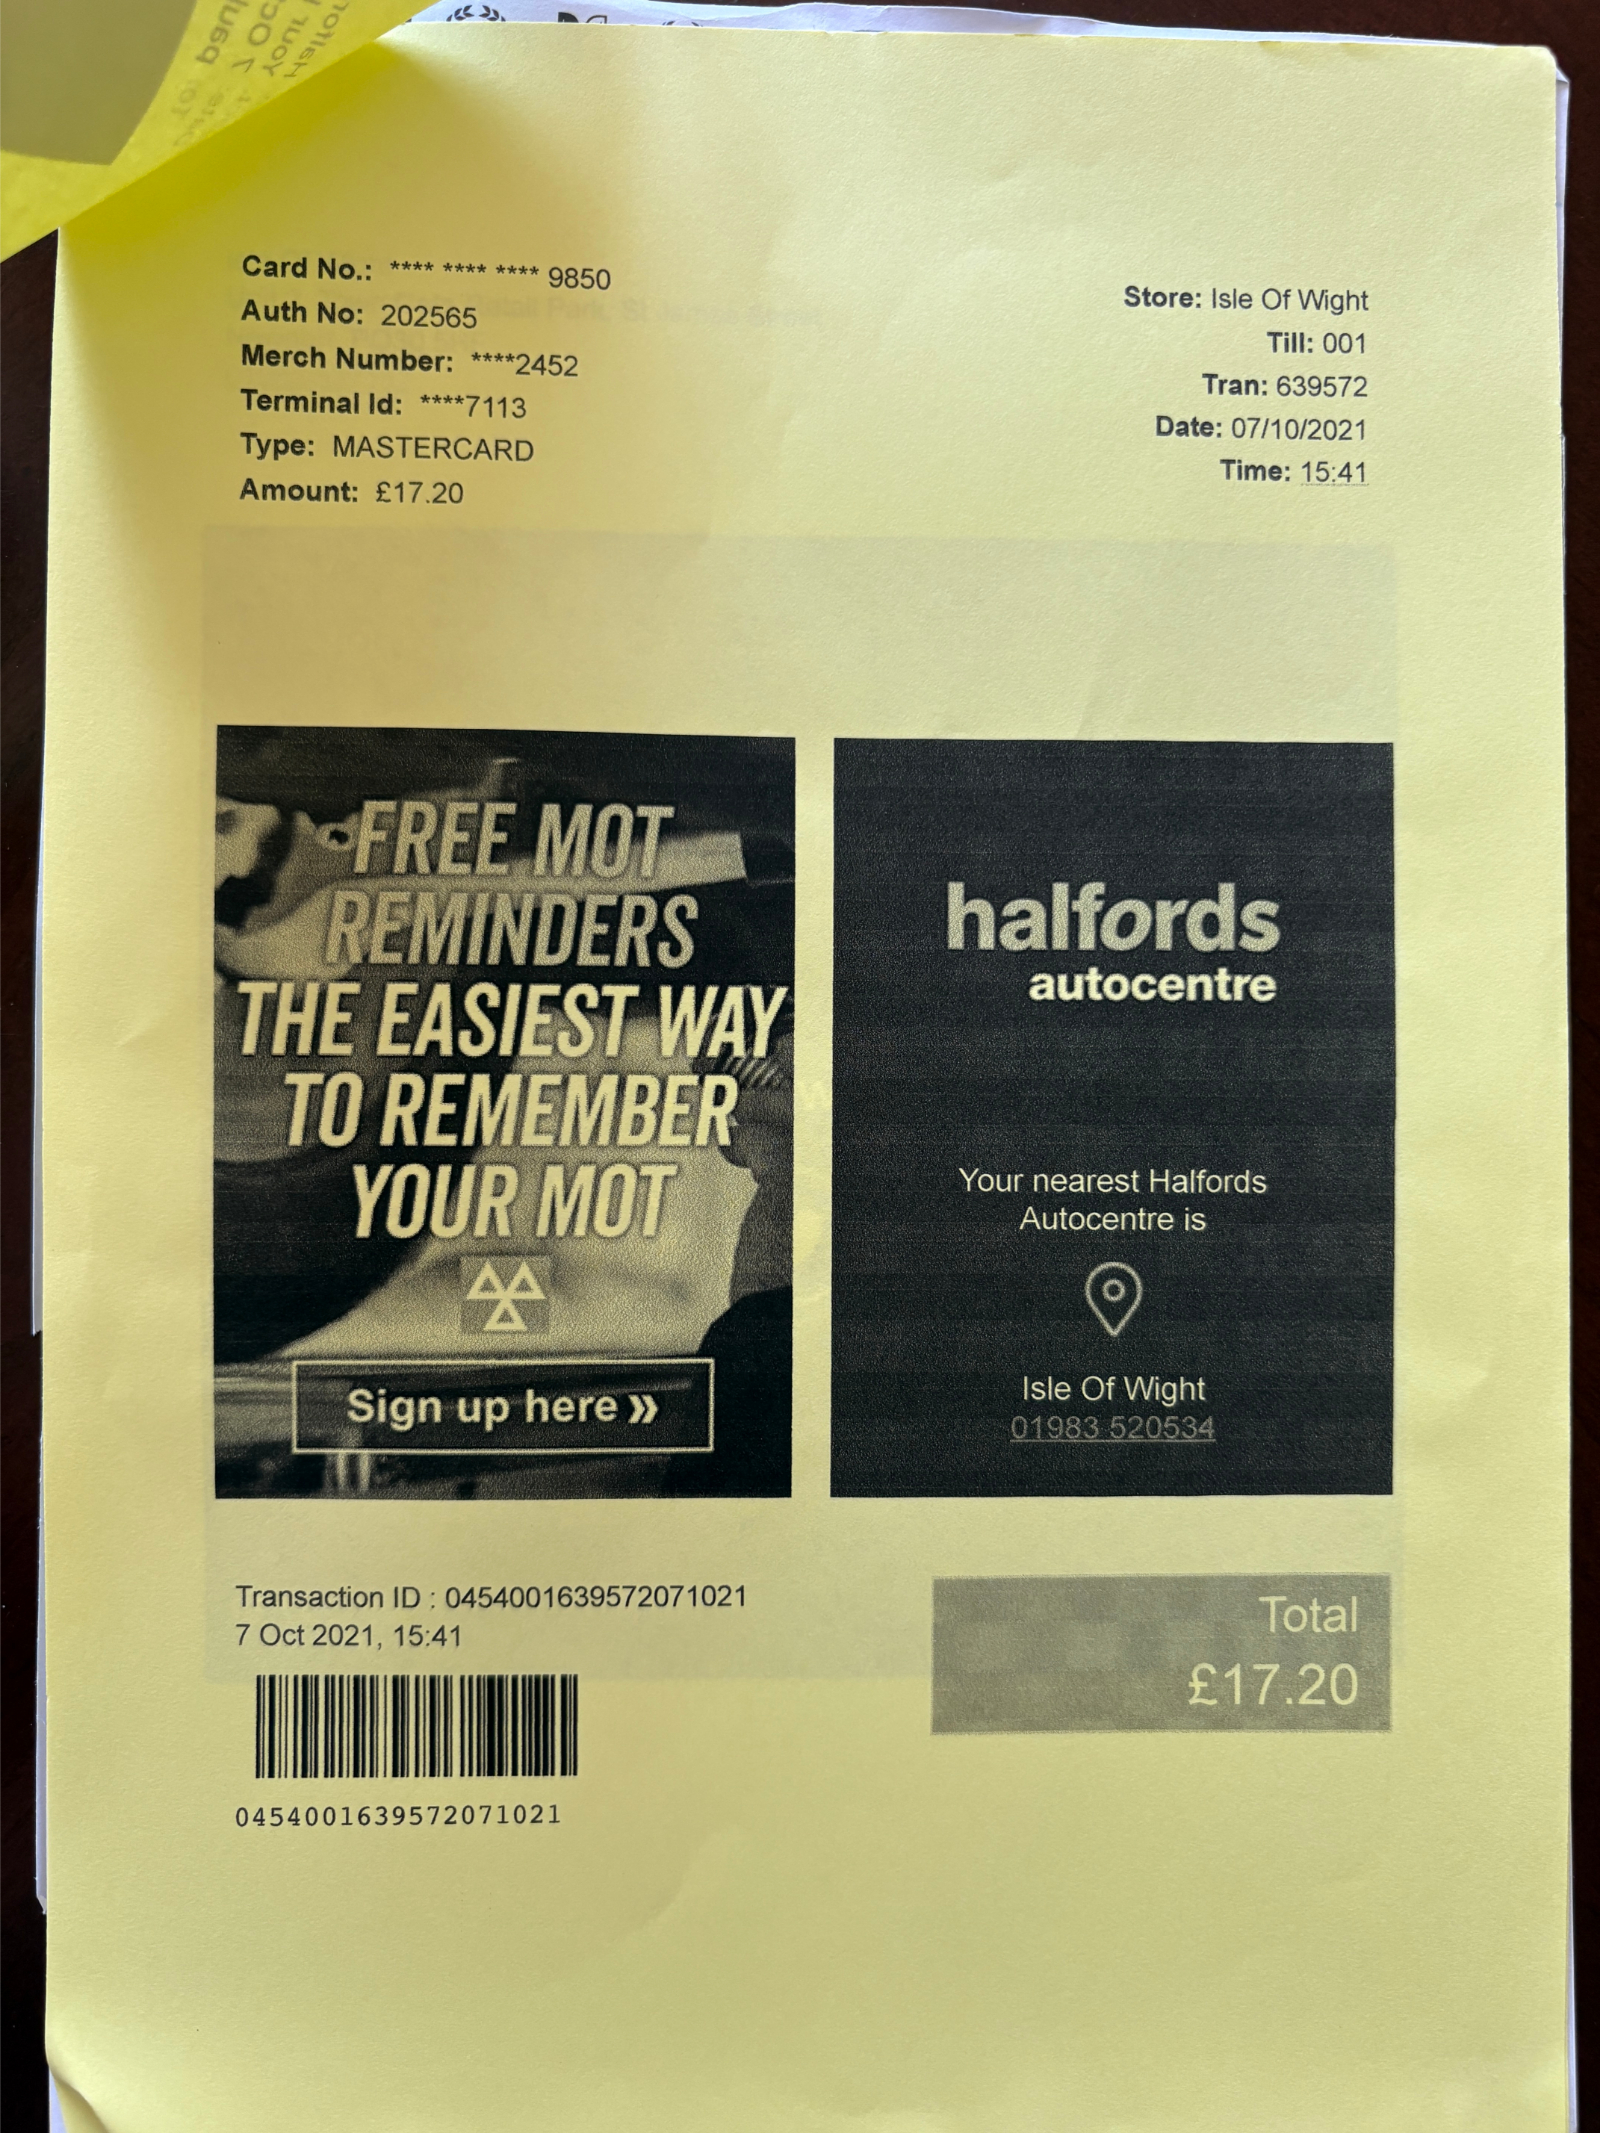 Card No.: **** **** **** 9850
Auth No: 202565
Merch Number: ****2452
Terminal Id: ****7113
Type: MASTERCARD
Amount: £17.20
Store: Isle Of Wight
Till: 001
Tran: 639572
Date: 07/10/2021
Time: 15:41
FREE MOT
REMINDERS
THE EASIEST WAY
TO REMEMBER
YOUR MOT
Sign up here »
halfords
autocentre
Your nearest Halfords
Autocentre is
Isle Of Wight
01983 520534
Transaction ID : 0454001639572071021
7 Oct 2021, 15:41
0454001639572071021
Total
£17.20